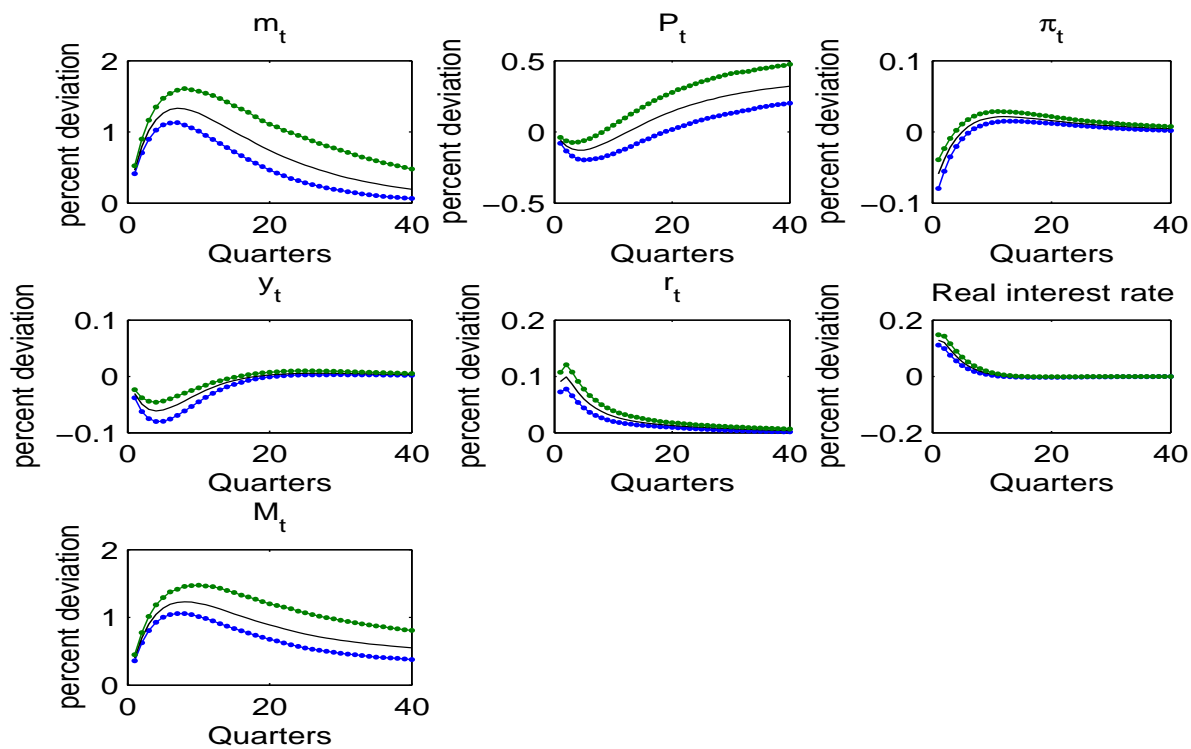 m_t
percent deviation
2
1
0
0 20 40
Quarters
P_t
percent deviation
0.5
0
−0.5
0 20 40
Quarters
π_t
percent deviation
0.1
0
−0.1
0 20 40
Quarters
y_t
percent deviation
0.1
0
−0.1
0 20 40
Quarters
r_t
percent deviation
0.2
0.1
0
0 20 40
Quarters
Real interest rate
percent deviation
0.2
0
−0.2
0 20 40
Quarters
M_t
percent deviation
2
1
0
0 20 40
Quarters